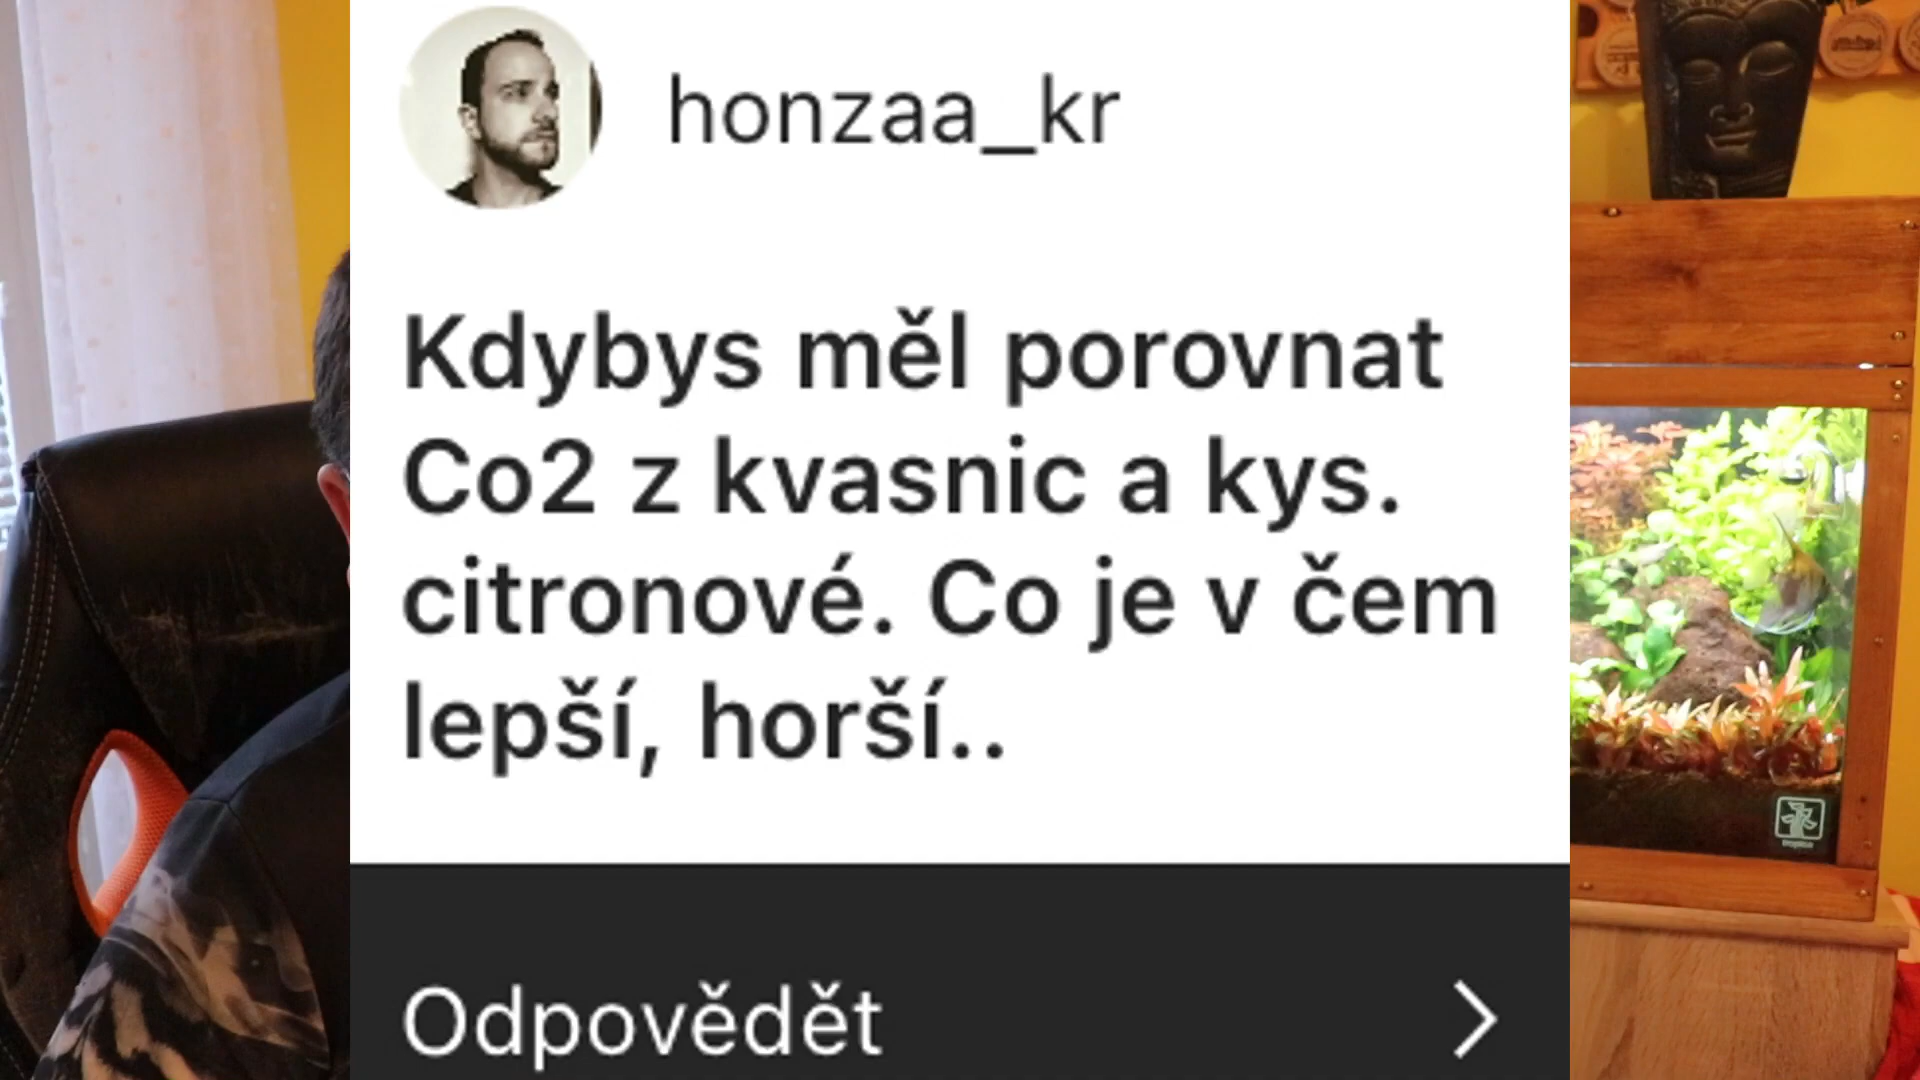 honzaa_kr
Kdybys měl porovnat
Co2 z kvasnic a kys.
citronové. Co je v čem
lepší, horší..
Odpovědět